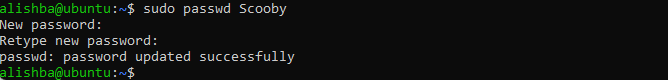 alishba@ubuntu:~$ sudo passwd Scooby
New password:
Retype new password:
passwd: password updated successfully
alishba@ubuntu:~$